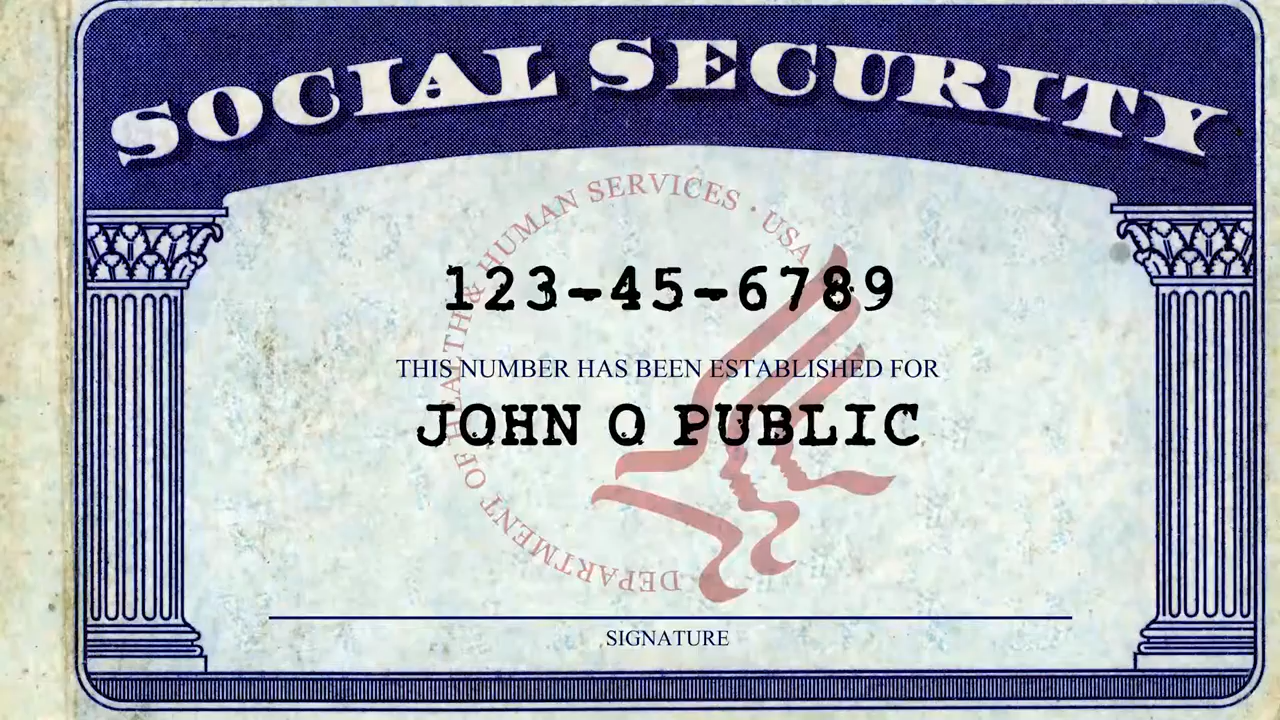 SOCIAL SECURITY
DEPARTMENT OF HEALTH & HUMAN SERVICES · USA
123-45-6789
THIS NUMBER HAS BEEN ESTABLISHED FOR
JOHN Q PUBLIC
SIGNATURE